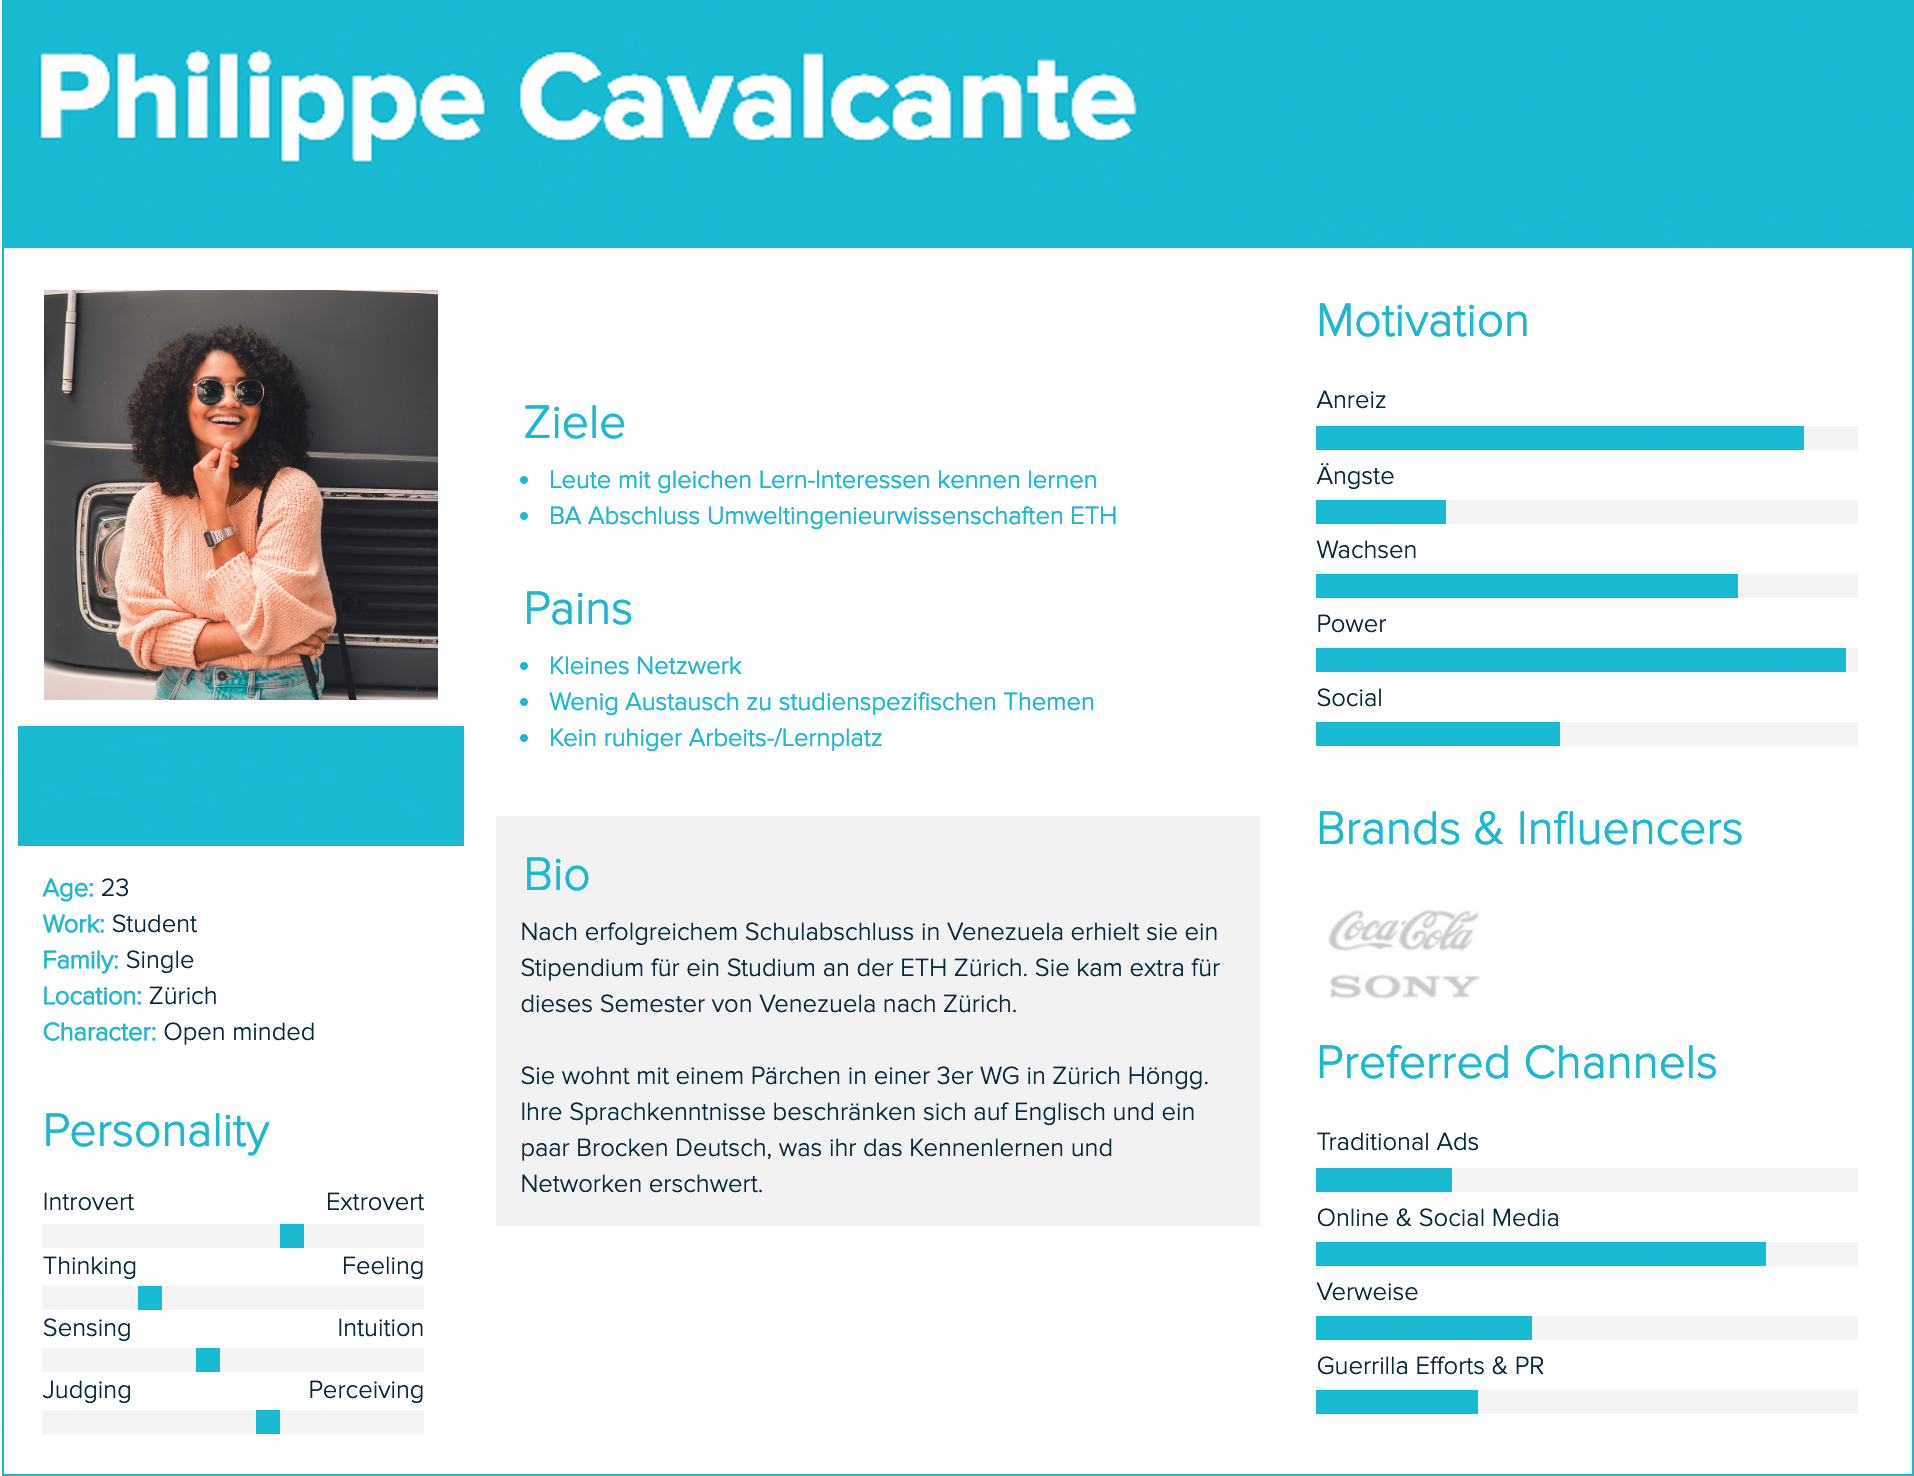 Philippe Cavalcante
Age: 23
Work: Student
Family: Single
Location: Zürich
Character: Open minded
Personality
Introvert Extrovert
Thinking Feeling
Sensing Intuition
Judging Perceiving
Ziele
• Leute mit gleichen Lern-Interessen kennen lernen
• BA Abschluss Umweltingenieurwissenschaften ETH
Pains
• Kleines Netzwerk
• Wenig Austausch zu studienspezifischen Themen
• Kein ruhiger Arbeits-/Lernplatz
Bio
Nach erfolgreichem Schulabschluss in Venezuela erhielt sie ein
Stipendium für ein Studium an der ETH Zürich. Sie kam extra für
dieses Semester von Venezuela nach Zürich.
Sie wohnt mit einem Pärchen in einer 3er WG in Zürich Höngg.
Ihre Sprachkenntnisse beschränken sich auf Englisch und ein
paar Brocken Deutsch, was ihr das Kennenlernen und
Networken erschwert.
Motivation
Anreiz
Ängste
Wachsen
Power
Social
Brands & Influencers
Coca-Cola
SONY
Preferred Channels
Traditional Ads
Online & Social Media
Verweise
Guerrilla Efforts & PR